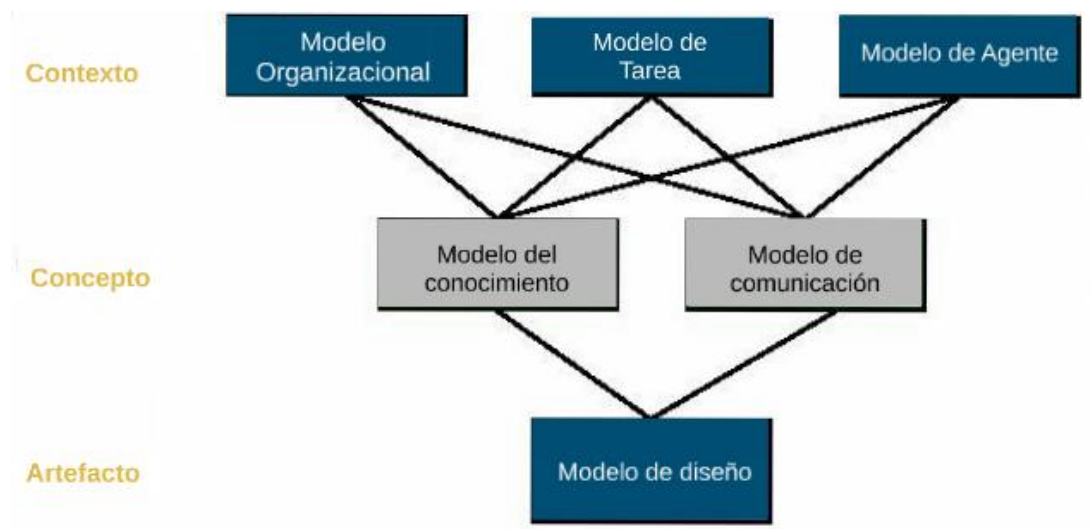 Contexto
Modelo
Organizacional
Modelo de
Tarea
Modelo de Agente
Concepto
Modelo del
conocimiento
Modelo de
comunicación
Artefacto
Modelo de diseño